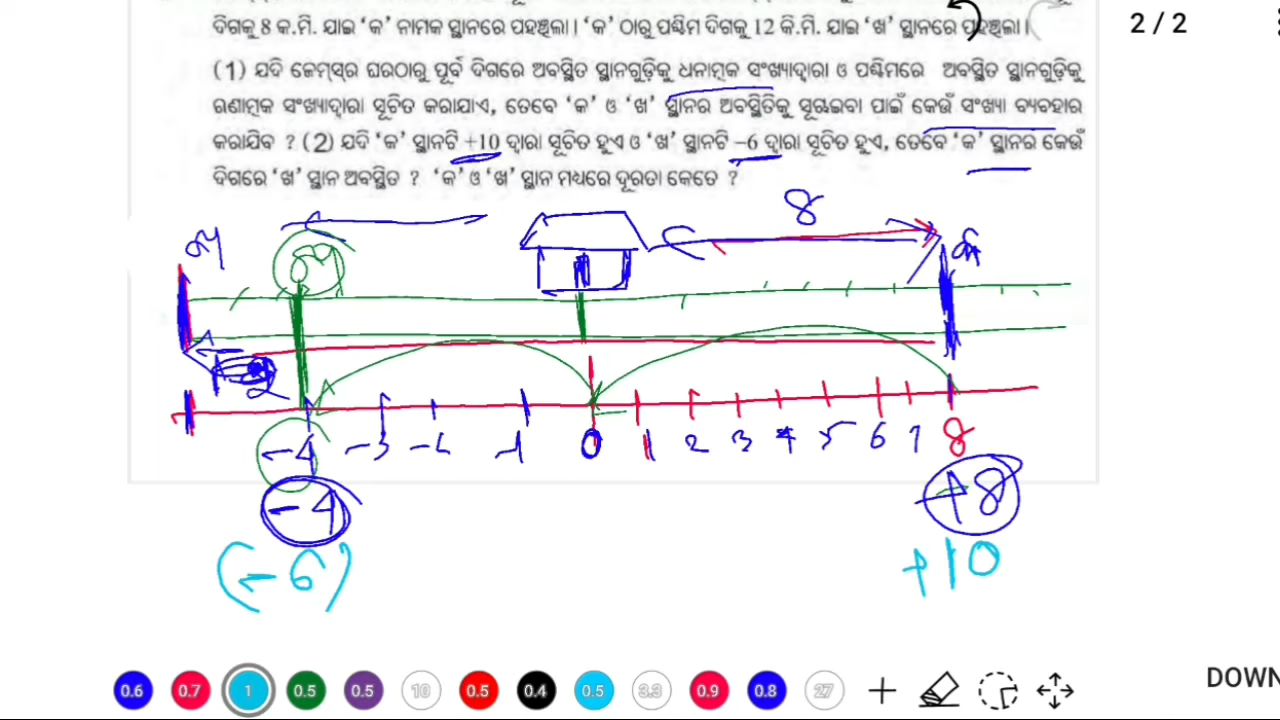 ଦିଗକୁ 8 କ.ମି. ଯାଇ ‘କ’ ନାମକ ସ୍ଥାନରେ ପହଞ୍ଚିଲା। ‘କ’ ଠାରୁ ପଶ୍ଚିମ ଦିଗକୁ 12 କି.ମି. ଯାଇ ‘ଖ’ ସ୍ଥାନରେ ପହଞ୍ଚିଲା।
2 / 2
(1) ଯଦି ଜେମ୍‌ସ୍‌ର ଘରଠାରୁ ପୂର୍ବ ଦିଗରେ ଅବସ୍ଥିତ ସ୍ଥାନଗୁଡ଼ିକୁ ଧନାତ୍ମକ ସଂଖ୍ୟାଦ୍ଵାରା ଓ ପଶ୍ଚିମରେ ଅବସ୍ଥିତ ସ୍ଥାନଗୁଡ଼ିକୁ
ଋଣାତ୍ମକ ସଂଖ୍ୟାଦ୍ଵାରା ସୂଚିତ କରାଯାଏ, ତେବେ ‘କ’ ଓ ‘ଖ’ ସ୍ଥାନର ଅବସ୍ଥିତିକୁ ସୂଚାଇବା ପାଇଁ କେଉଁ ସଂଖ୍ୟା ବ୍ୟବହାର
କରାଯିବ ? (2) ଯଦି ‘କ’ ସ୍ଥାନଟି +10 ଦ୍ଵାରା ସୂଚିତ ହୁଏ ଓ ‘ଖ’ ସ୍ଥାନଟି –6 ଦ୍ଵାରା ସୂଚିତ ହୁଏ, ତେବେ ‘କ’ ସ୍ଥାନର କେଉଁ
ଦିଗରେ ‘ଖ’ ସ୍ଥାନ ଅବସ୍ଥିତ ? ‘କ’ ଓ ‘ଖ’ ସ୍ଥାନ ମଧ୍ୟରେ ଦୂରତା କେତେ ?
8
-4 -3 -2 -1 0 1 2 3 4 5 6 7 8
-4 +8
(-6) +10
0.6 0.7 1 0.5 0.5 10 0.5 0.4 0.5 3.3 0.9 0.8 27
DOWN